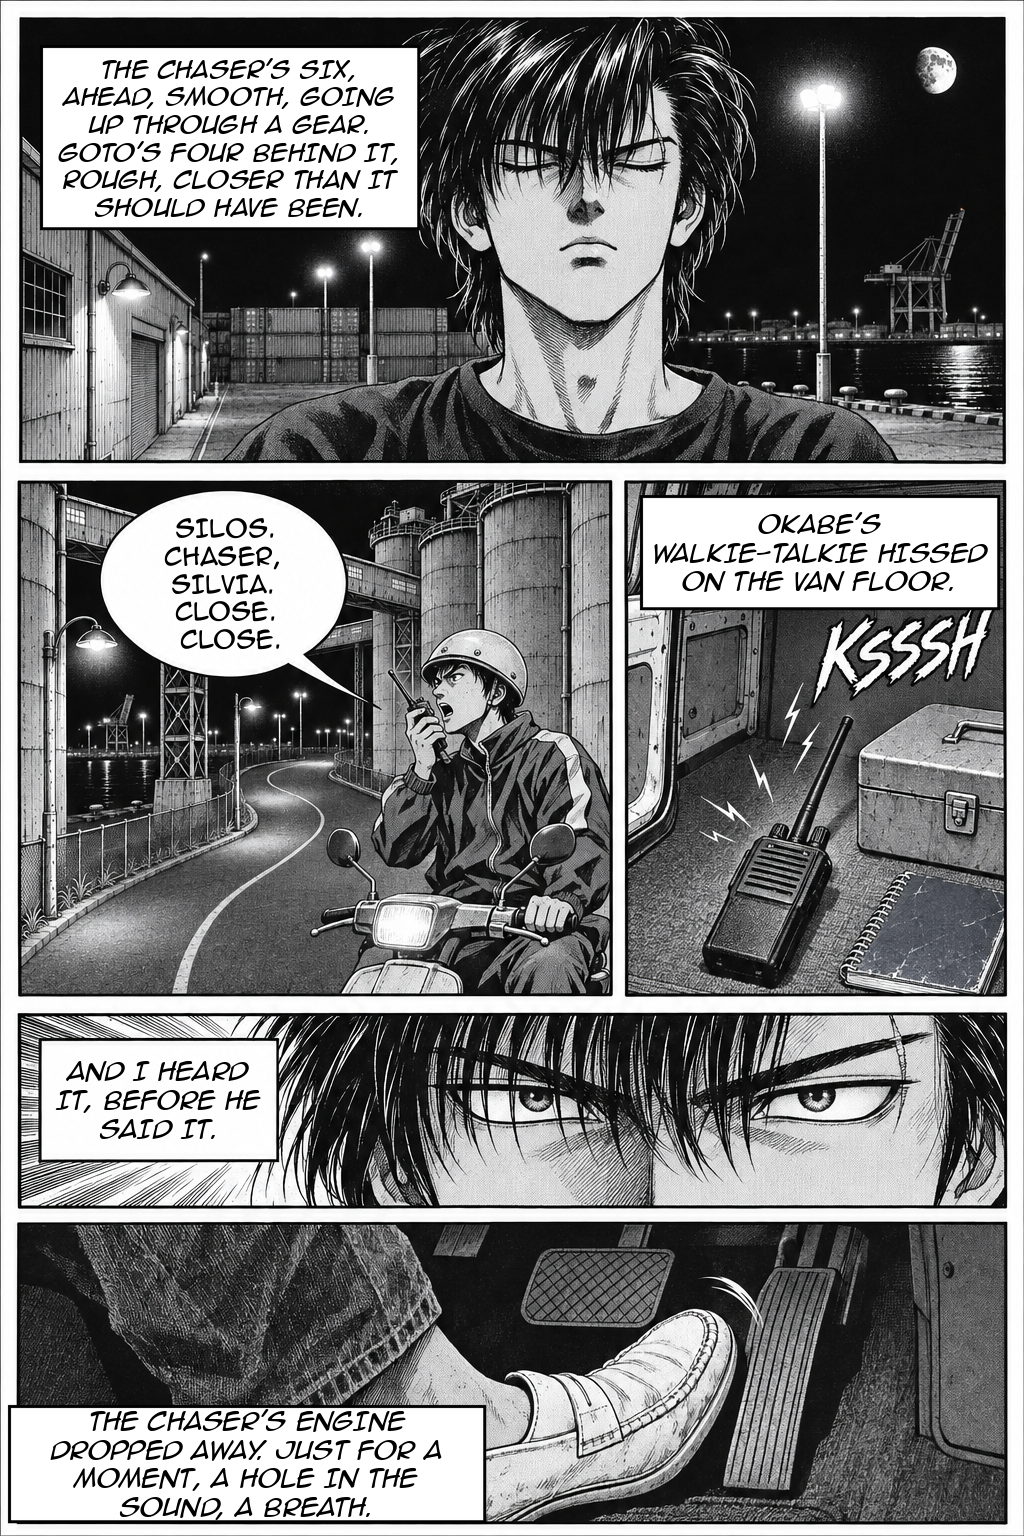 THE CHASER'S SIX,
AHEAD, SMOOTH, GOING
UP THROUGH A GEAR.
GOTO'S FOUR BEHIND IT,
ROUGH, CLOSER THAN IT
SHOULD HAVE BEEN.
SILOS.
CHASER,
SILVIA.
CLOSE.
CLOSE.
OKABE'S
WALKIE-TALKIE HISSED
ON THE VAN FLOOR.
KSSSH
AND I HEARD
IT, BEFORE HE
SAID IT.
THE CHASER'S ENGINE
DROPPED AWAY. JUST FOR A
MOMENT, A HOLE IN THE
SOUND, A BREATH.